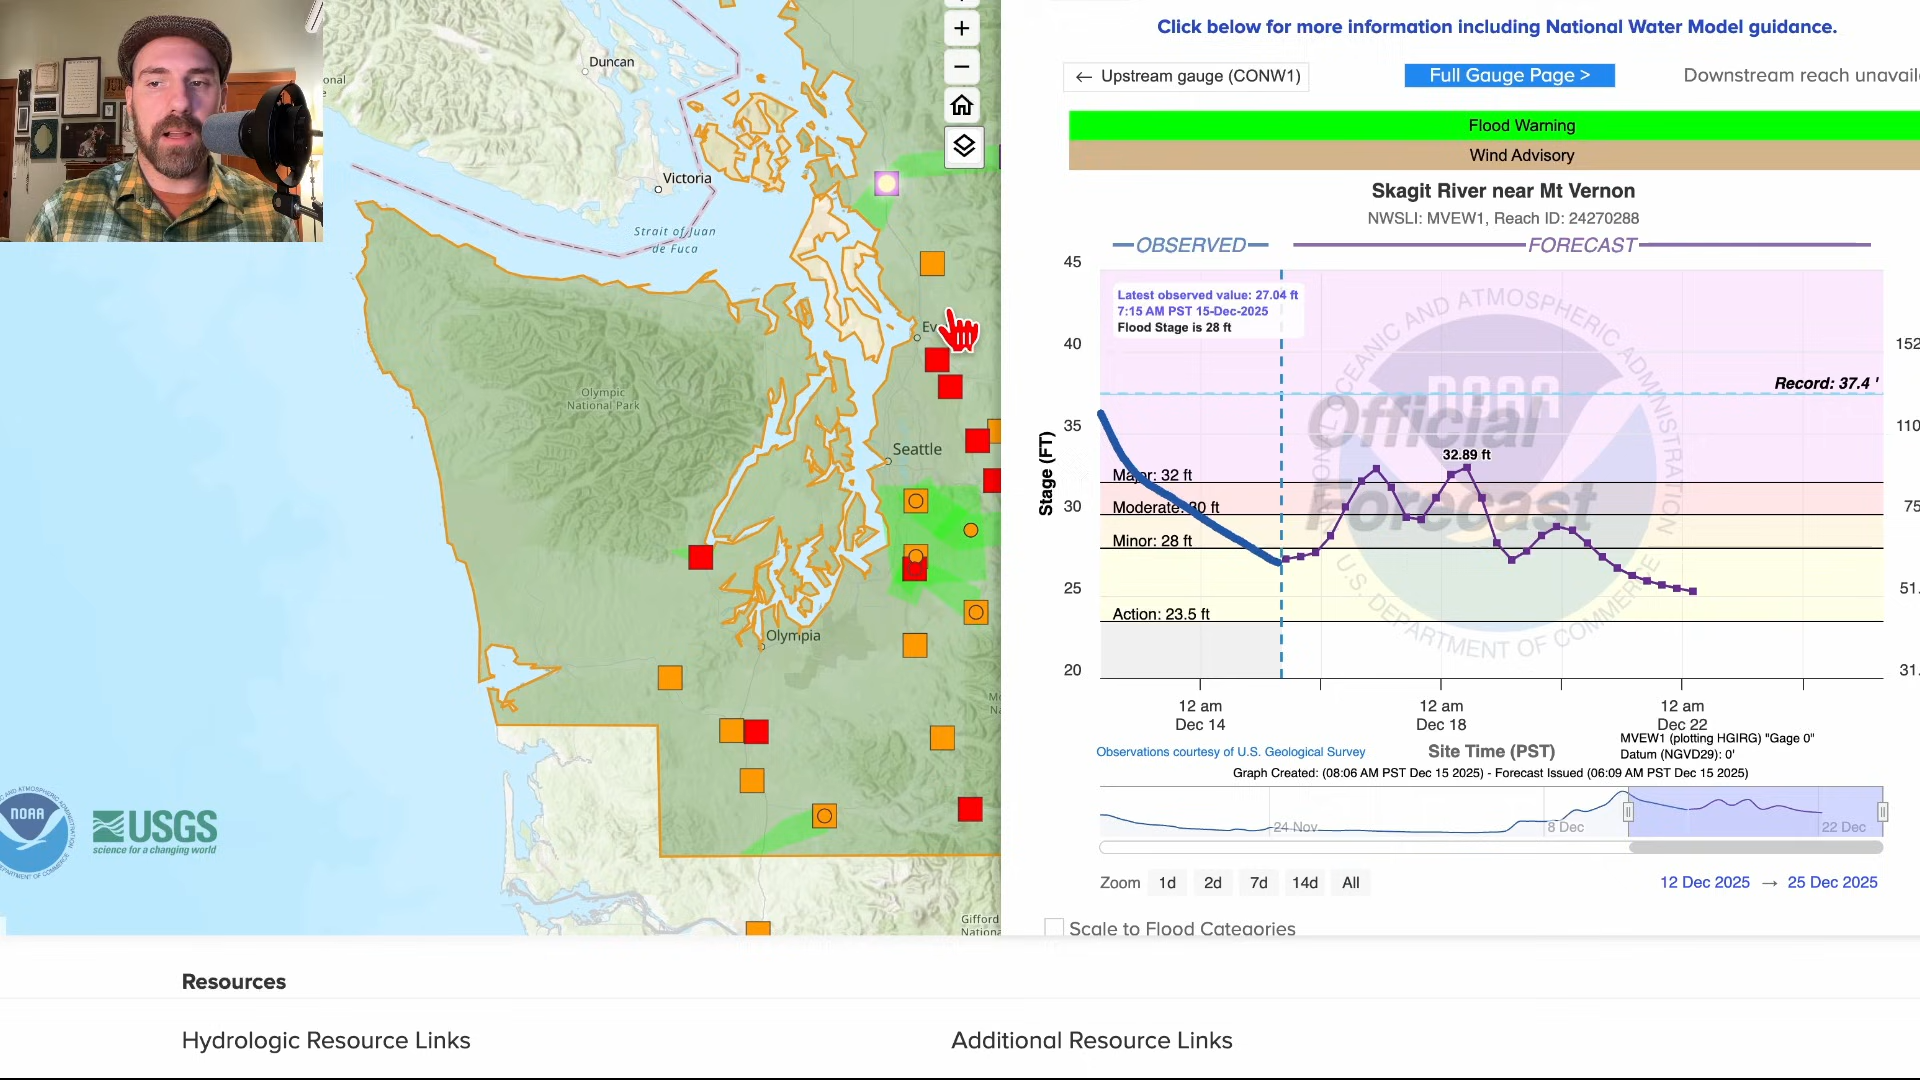 Click below for more information including National Water Model guidance.
← Upstream gauge (CONW1)
Full Gauge Page >
Downstream reach unavail
Flood Warning
Wind Advisory
Skagit River near Mt Vernon
NWSLI: MVEW1, Reach ID: 24270288
OBSERVED
FORECAST
Latest observed value: 27.04 ft
7:15 AM PST 15-Dec-2025
Flood Stage is 28 ft
45
40
35
30
25
20
Stage (FT)
152
110
75
51.
31.
Record: 37.4 '
32.89 ft
Major: 32 ft
Moderate: 30 ft
Minor: 28 ft
Action: 23.5 ft
Official
Forecast
NOAA
U.S. DEPARTMENT OF COMMERCE
12 am
Dec 14
12 am
Dec 18
12 am
Dec 22
Observations courtesy of U.S. Geological Survey
Site Time (PST)
MVEW1 (plotting HGIRG) "Gage 0"
Datum (NGVD29): 0'
Graph Created: (08:06 AM PST Dec 15 2025) - Forecast Issued (06:09 AM PST Dec 15 2025)
24 Nov
8 Dec
22 Dec
Zoom
1d
2d
7d
14d
All
12 Dec 2025 → 25 Dec 2025
Scale to Flood Categories
onal
Duncan
Victoria
Strait of Juan
de Fuca
Ev
Olympic
National Park
Seattle
Olympia
Gifford
Nationa
NOAA
USGS
science for a changing world
Resources
Hydrologic Resource Links
Additional Resource Links